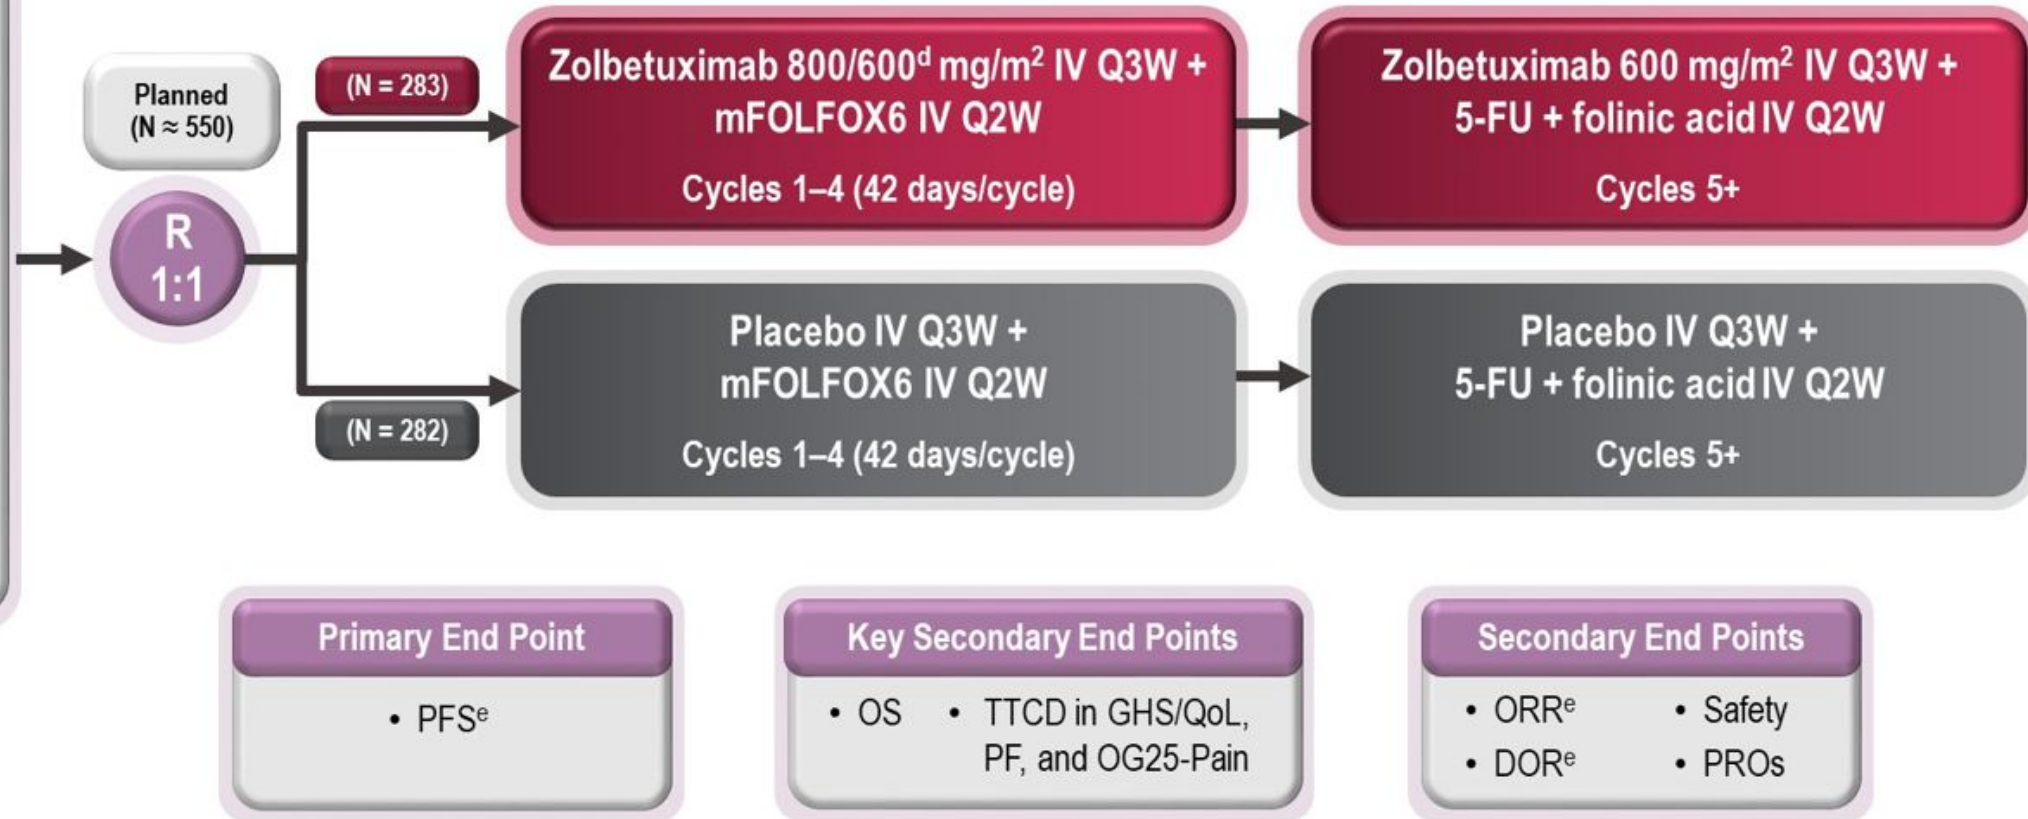 Planned
(N ≈ 550)
R
1:1
(N = 283)
Zolbetuximab 800/600ᵈ mg/m² IV Q3W +
mFOLFOX6 IV Q2W
Cycles 1–4 (42 days/cycle)
Zolbetuximab 600 mg/m² IV Q3W +
5-FU + folinic acid IV Q2W
Cycles 5+
(N = 282)
Placebo IV Q3W +
mFOLFOX6 IV Q2W
Cycles 1–4 (42 days/cycle)
Placebo IV Q3W +
5-FU + folinic acid IV Q2W
Cycles 5+
Primary End Point
• PFSᵉ
Key Secondary End Points
• OS
• TTCD in GHS/QoL,
PF, and OG25-Pain
Secondary End Points
• ORRᵉ
• DORᵉ
• Safety
• PROs